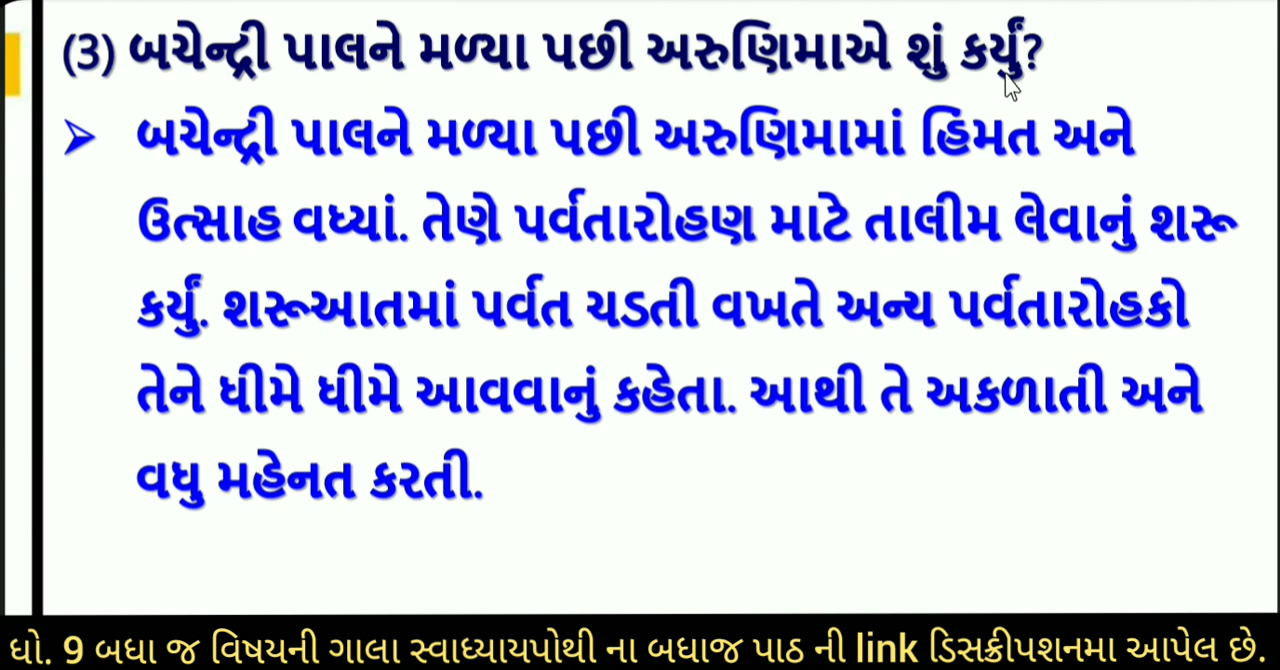 (3) બચેન્દ્રી પાલને મળ્યા પછી અરુણિમાએ શું કર્યું?
➢ બચેન્દ્રી પાલને મળ્યા પછી અરુણિમામાં હિંમત અને
ઉત્સાહ વધ્યાં. તેણે પર્વતારોહણ માટે તાલીમ લેવાનું શરૂ
કર્યું. શરૂઆતમાં પર્વત ચડતી વખતે અન્ય પર્વતારોહકો
તેને ધીમે ધીમે આવવાનું કહેતા. આથી તે અકળાતી અને
વધુ મહેનત કરતી.
ધો. 9 બધા જ વિષયની ગાલા સ્વાધ્યાયપોથી ના બધાજ પાઠ ની link ડિસક્રીપશનમા આપેલ છે.